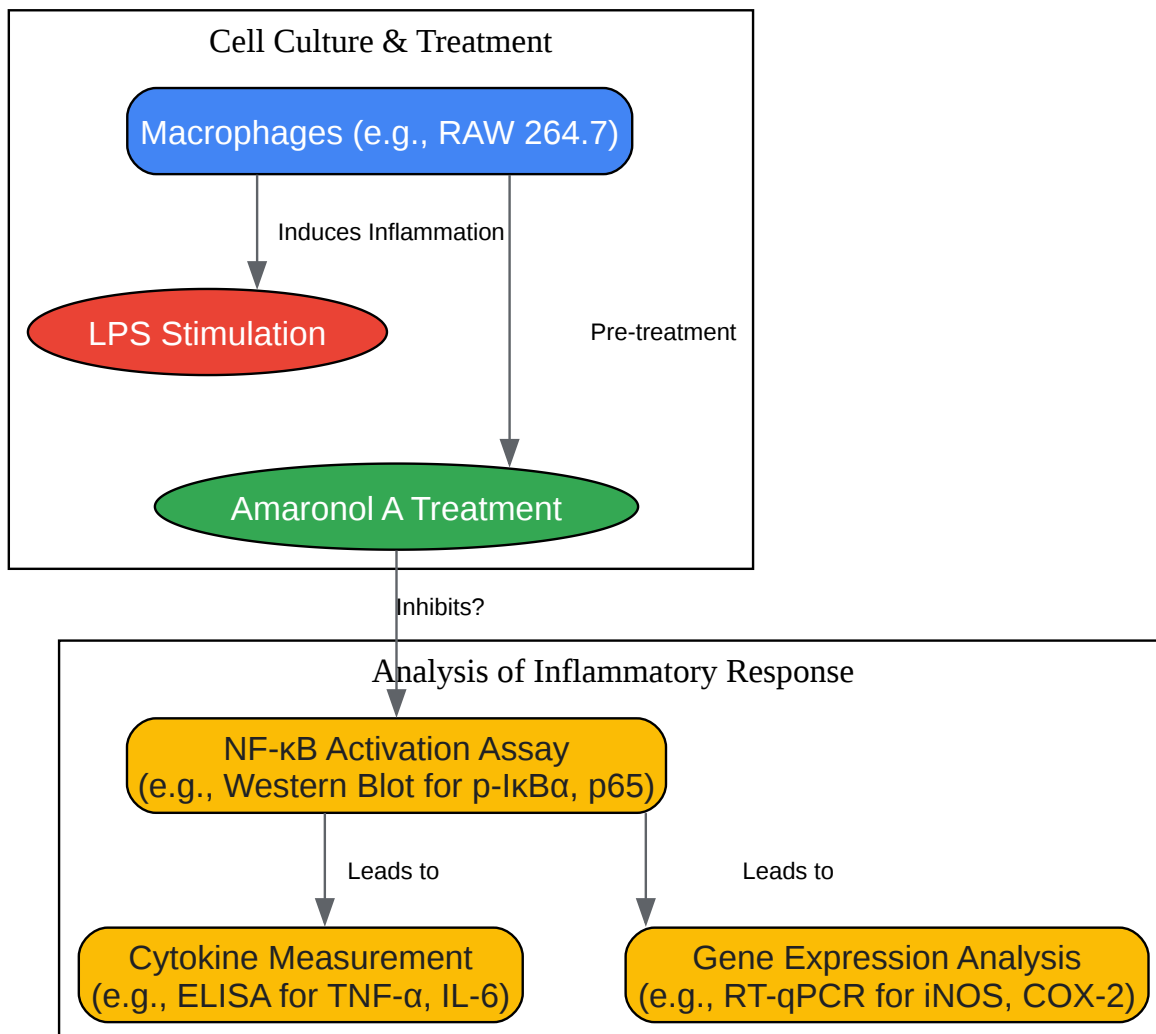 Cell Culture & Treatment
Macrophages (e.g., RAW 264.7)
Induces Inflammation
LPS Stimulation
Pre-treatment
Amaronol A Treatment
Inhibits?
Analysis of Inflammatory Response
NF-κB Activation Assay
(e.g., Western Blot for p-IκBα, p65)
Leads to
Leads to
Cytokine Measurement
(e.g., ELISA for TNF-α, IL-6)
Gene Expression Analysis
(e.g., RT-qPCR for iNOS, COX-2)